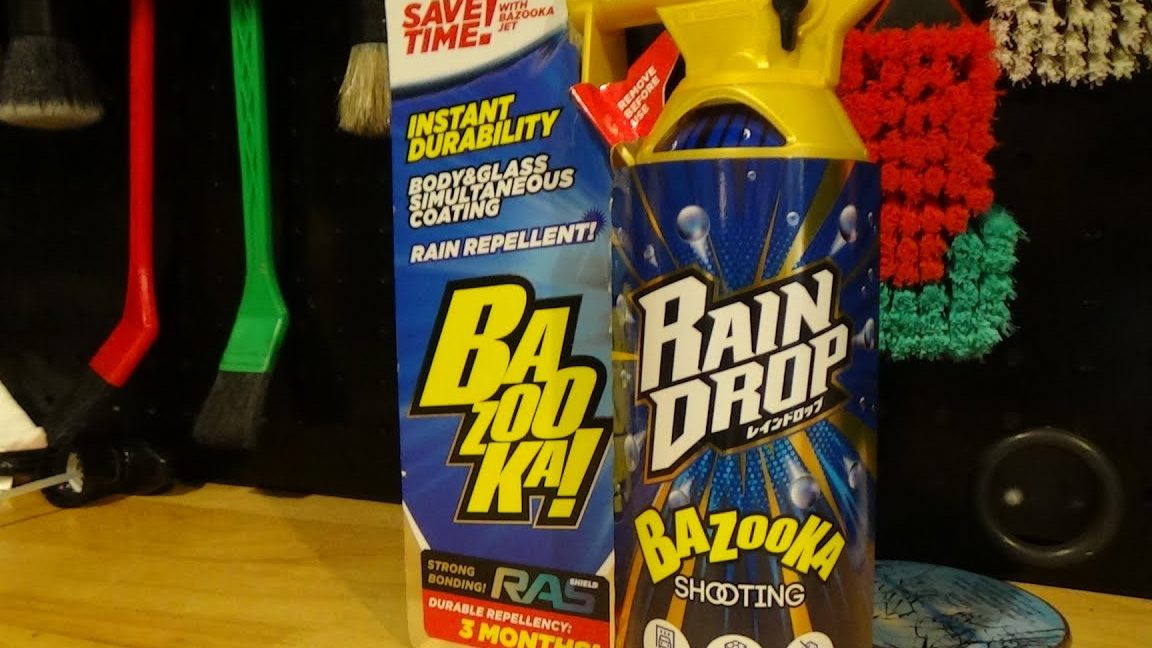 SAVE
TIME!
WITH
BAZOOKA
JET
INSTANT
DURABILITY
BODY&GLASS
SIMULTANEOUS
COATING
RAIN REPELLENT!
BA
ZOO
KA!
STRONG
BONDING!
RAS
SHIELD
DURABLE REPELLENCY:
3 MONTHS!
REMOVE
BEFORE
USE
RAIN
DROP
レインドロップ
BAZOOKA
SHOOTING